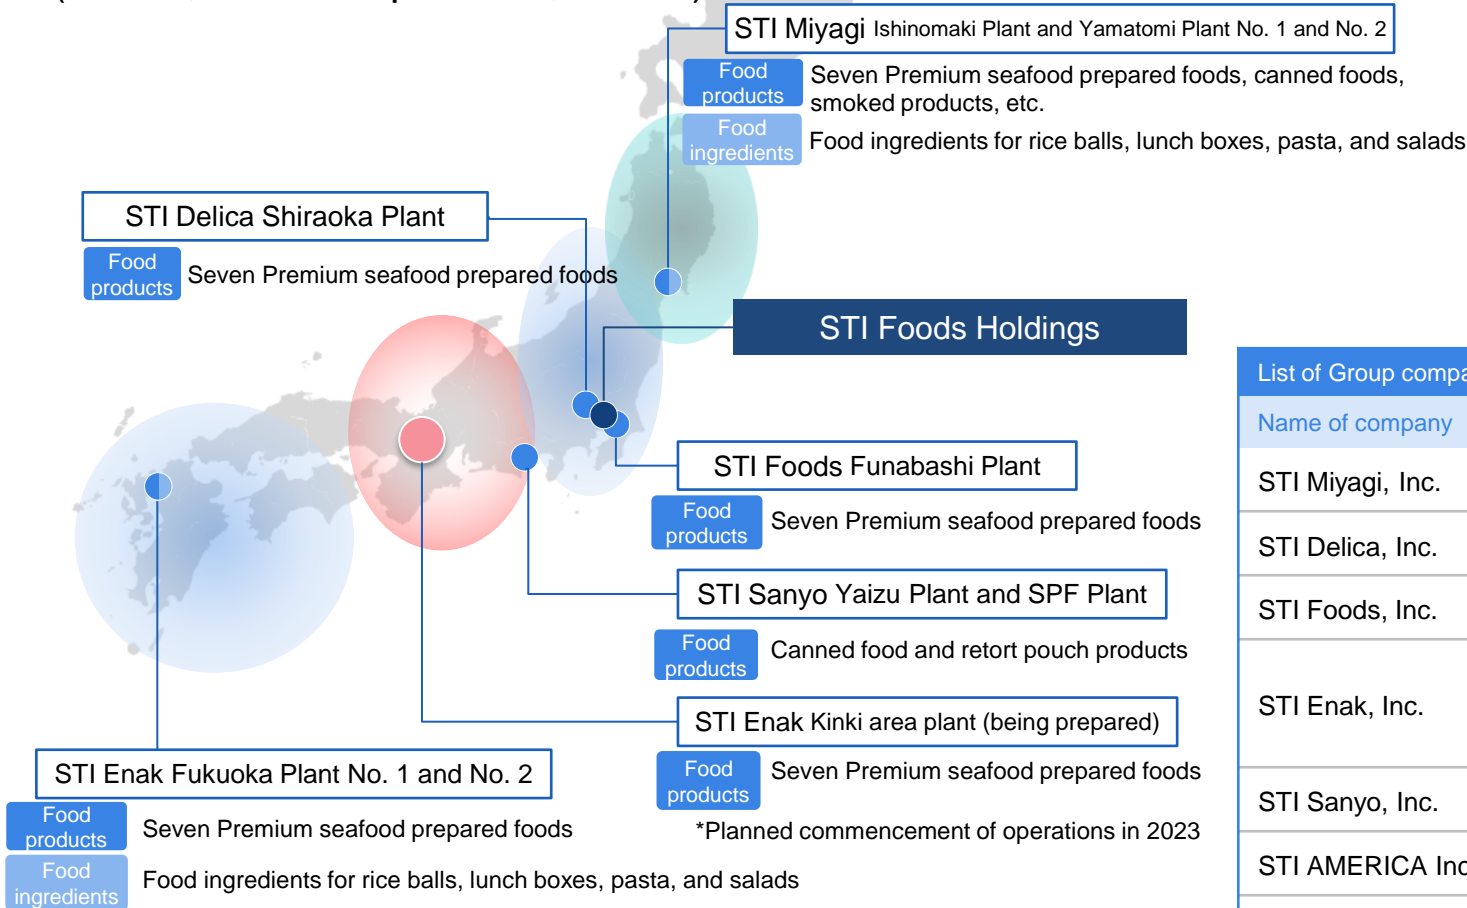 STI Miyagi Ishinomaki Plant and Yamatomi Plant No. 1 and No. 2
Food
products
Seven Premium seafood prepared foods, canned foods,
smoked products, etc.
Food
ingredients
Food ingredients for rice balls, lunch boxes, pasta, and salads
STI Delica Shiraoka Plant
Food
products
Seven Premium seafood prepared foods
STI Foods Holdings
STI Foods Funabashi Plant
Food
products
Seven Premium seafood prepared foods
STI Sanyo Yaizu Plant and SPF Plant
Food
products
Canned food and retort pouch products
STI Enak Kinki area plant (being prepared)
Food
products
Seven Premium seafood prepared foods
*Planned commencement of operations in 2023
STI Enak Fukuoka Plant No. 1 and No. 2
Food
products
Seven Premium seafood prepared foods
Food
ingredients
Food ingredients for rice balls, lunch boxes, pasta, and salads
List of Group compa
Name of company
STI Miyagi, Inc.
STI Delica, Inc.
STI Foods, Inc.
STI Enak, Inc.
STI Sanyo, Inc.
STI AMERICA Inc